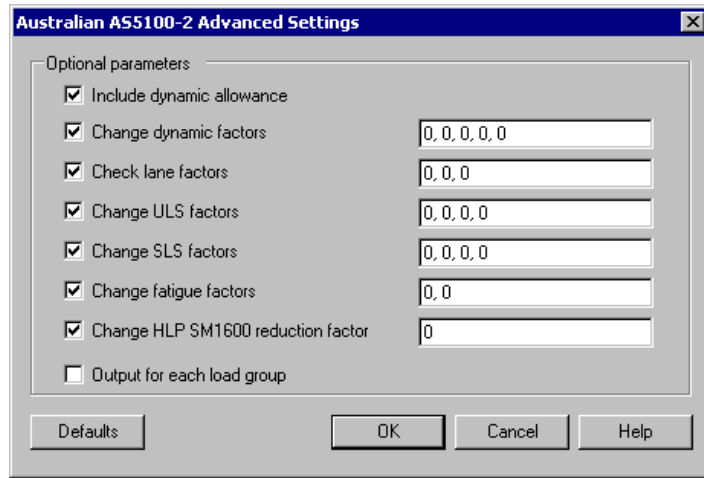 Australian AS5100-2 Advanced Settings
Optional parameters
Include dynamic allowance
Change dynamic factors 0, 0, 0, 0, 0
Check lane factors 0, 0, 0
Change ULS factors 0, 0, 0, 0
Change SLS factors 0, 0, 0, 0
Change fatigue factors 0, 0
Change HLP SM1600 reduction factor 0
Output for each load group
Defaults OK Cancel Help